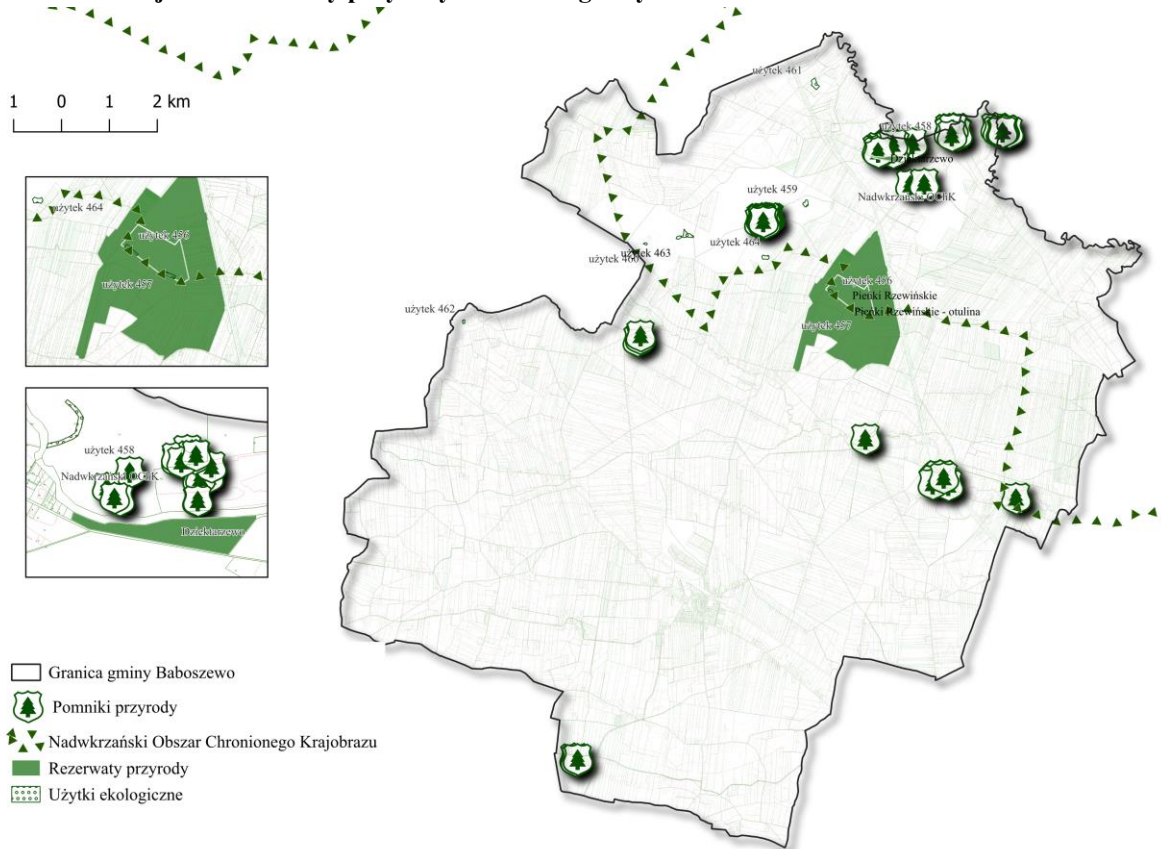 1 0 1 2 km
użytek 461
użytek 458
Dziektarzewo
Nadwkrzański OChK
użytek 459
użytek 464
użytek 463
użytek 456
Pieńki Rzewińskie
Pieńki Rzewińskie - otulina
użytek 457
użytek 462
użytek 464
użytek 456
użytek 457
użytek 458
Nadwkrzański OChK
Dziektarzewo
Granica gminy Baboszewo
Pomniki przyrody
Nadwkrzański Obszar Chronionego Krajobrazu
Rezerwaty przyrody
Użytki ekologiczne